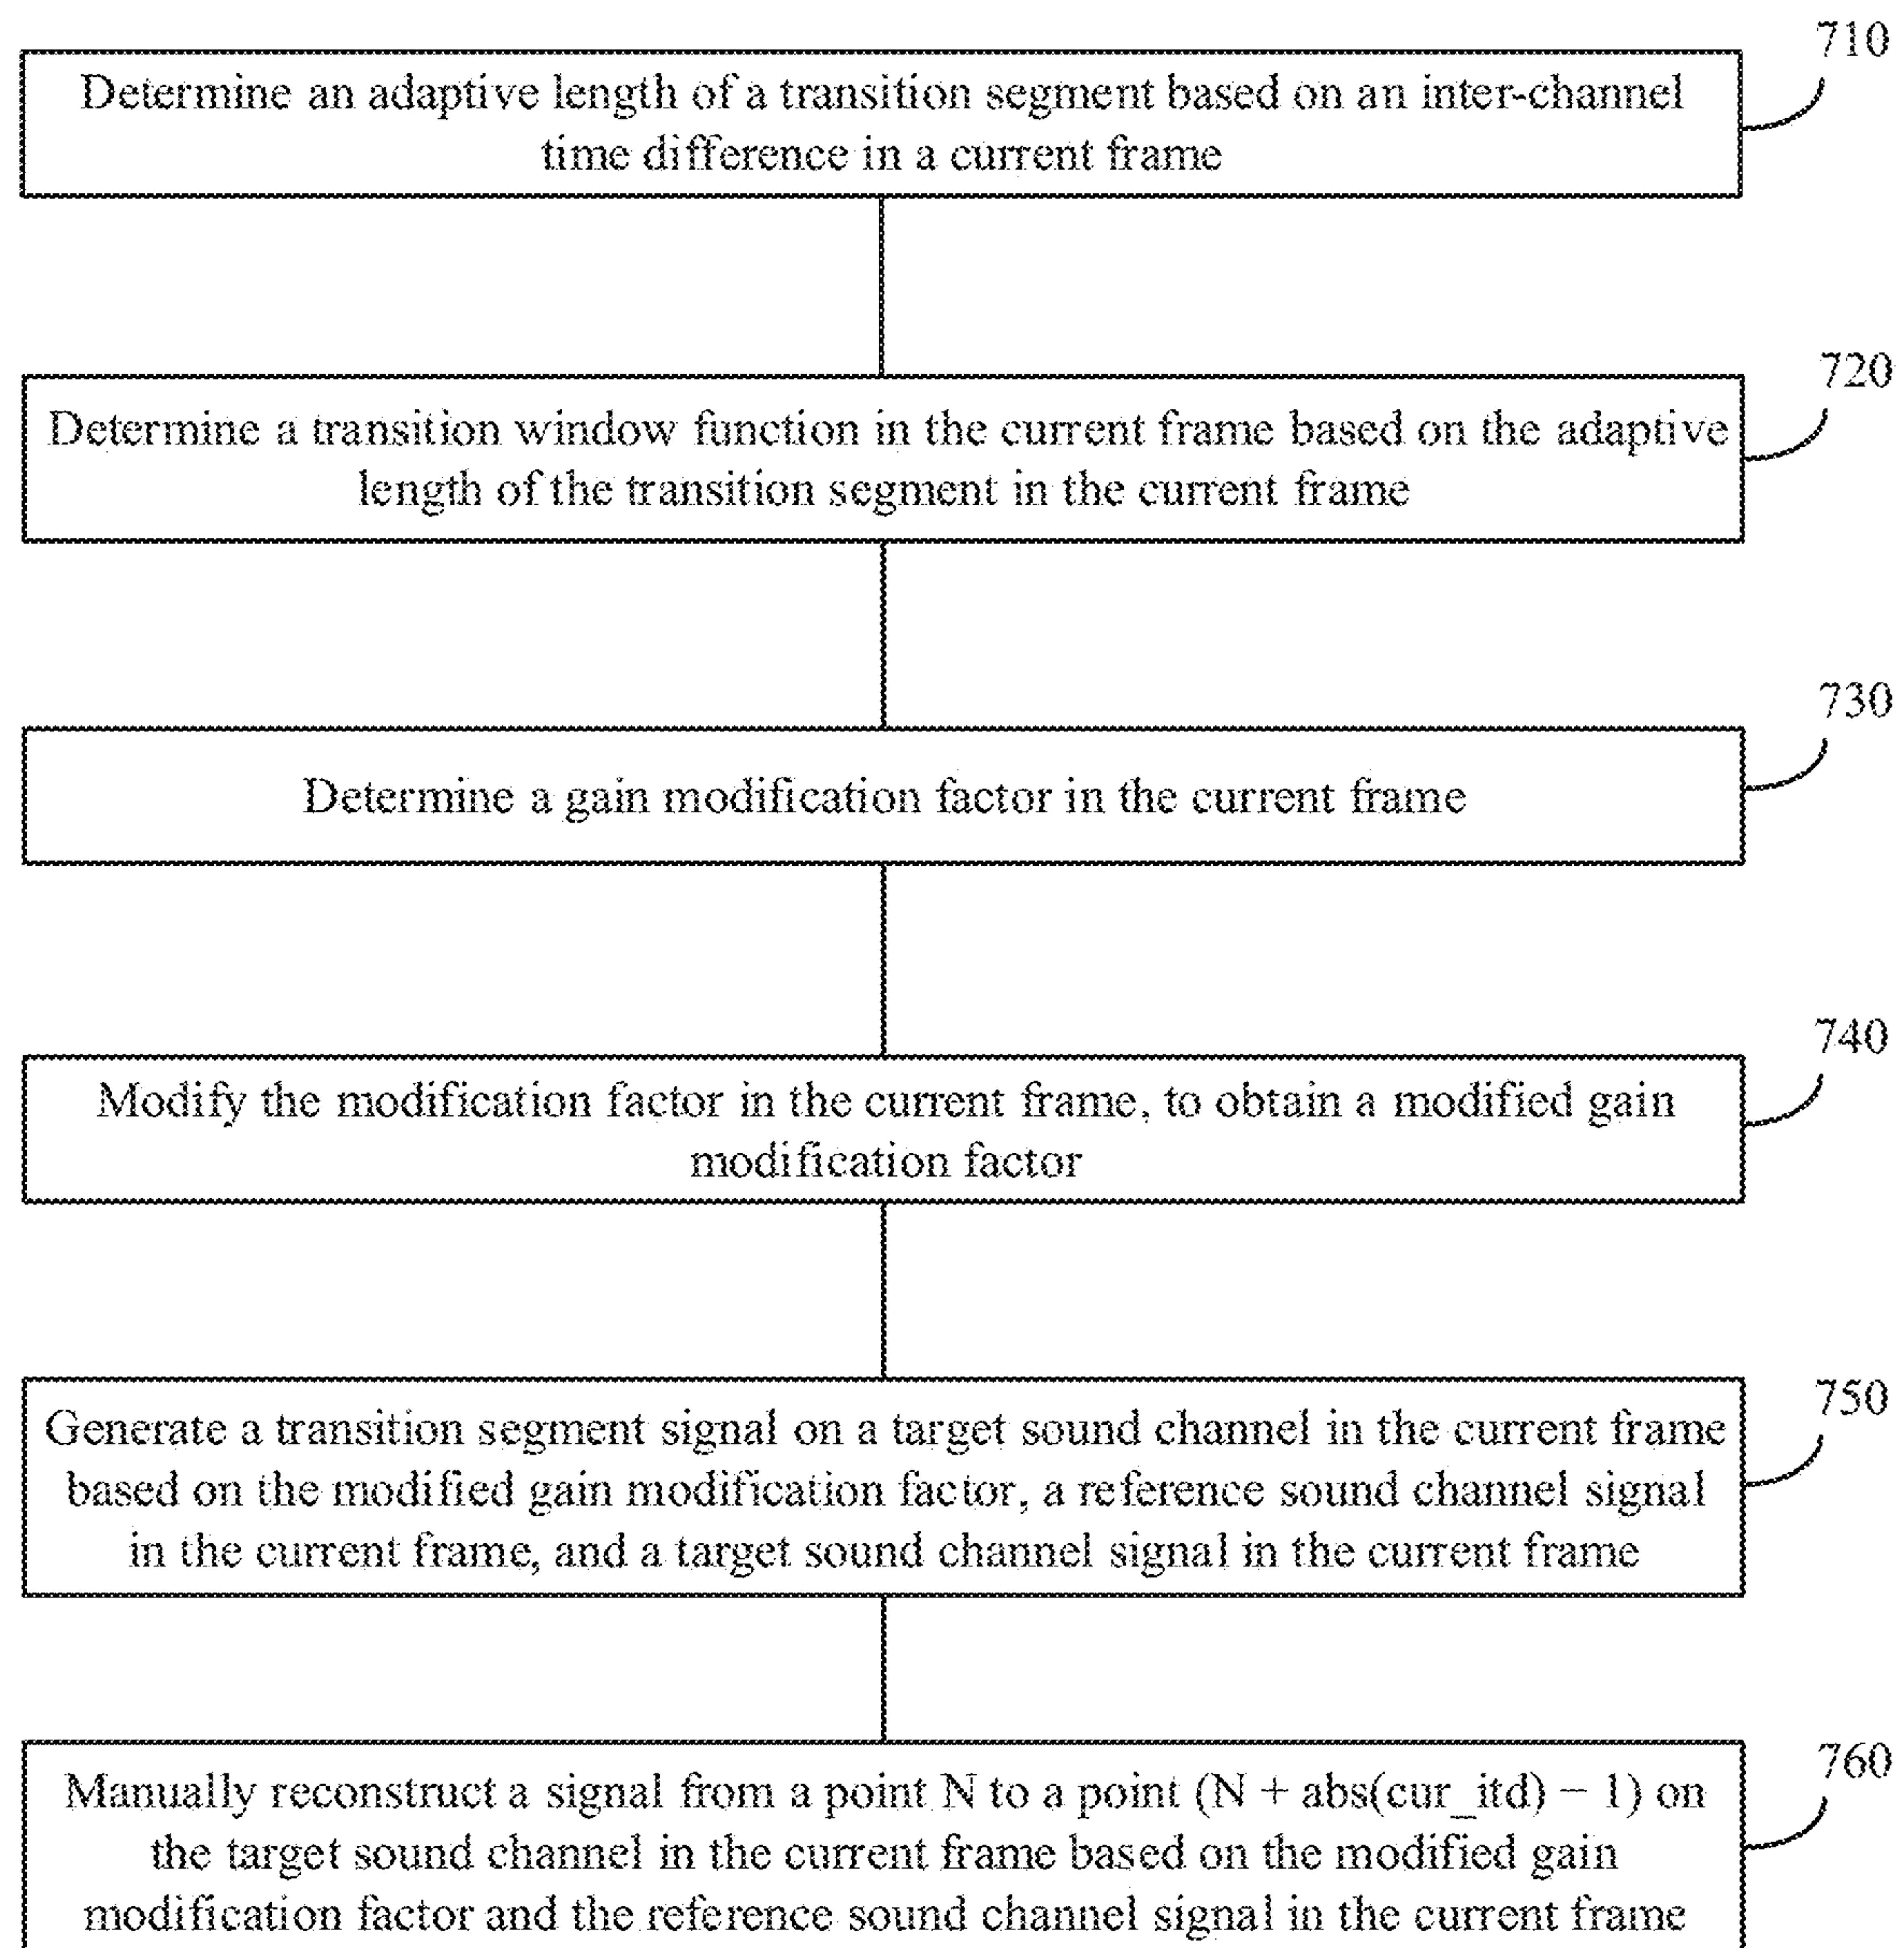 710
Determine an adaptive length of a transition segment based on an inter-channel
time difference in a current frame
720
Determine a transition window function in the current frame based on the adaptive
length of the transition segment in the current frame
730
Determine a gain modification factor in the current frame
740
Modify the modification factor in the current frame, to obtain a modified gain
modification factor
750
Generate a transition segment signal on a target sound channel in the current frame
based on the modified gain modification factor, a reference sound channel signal
in the current frame, and a target sound channel signal in the current frame
760
Manually reconstruct a signal from a point N to a point (N + abs(cur_itd) − 1) on
the target sound channel in the current frame based on the modified gain
modification factor and the reference sound channel signal in the current frame